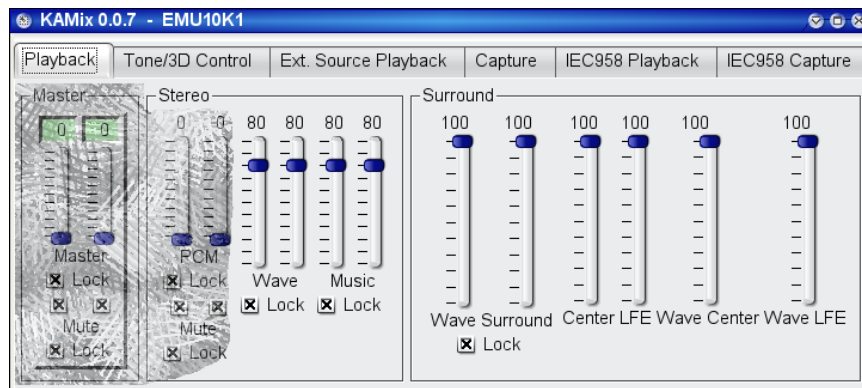 KAMix 0.0.7 - EMU10K1
Playback Tone/3D Control Ext. Source Playback Capture IEC958 Playback IEC958 Capture
Master Stereo Surround
0 0 0 0 80 80 80 80 100 100 100 100 100 100
Master PCM Wave Music Wave Surround Center LFE Wave Center Wave LFE
Lock Lock Lock Lock Lock
Mute Mute
Lock Lock